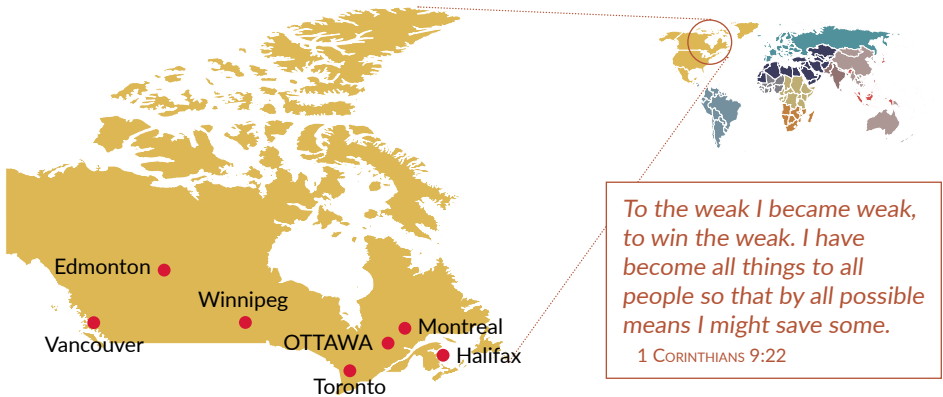 Edmonton
Winnipeg
Vancouver
OTTAWA
Montreal
Halifax
Toronto
To the weak I became weak,
to win the weak. I have
become all things to all
people so that by all possible
means I might save some.
1 Corinthians 9:22